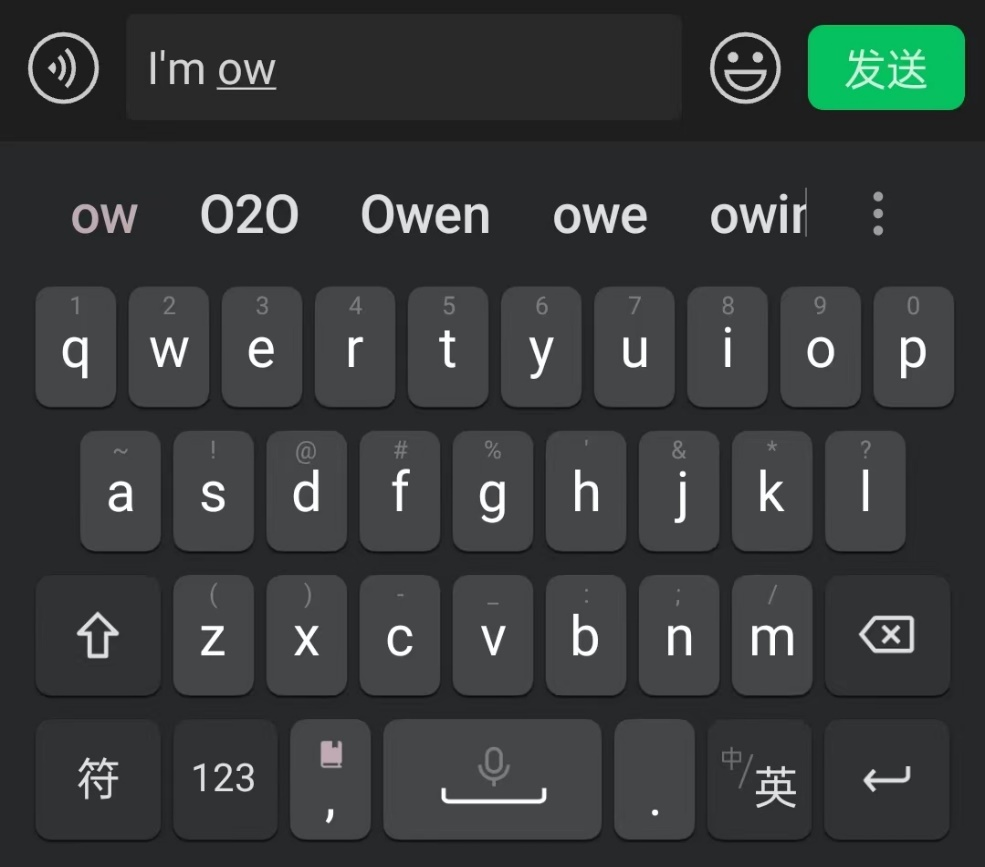 I'm ow
发送
ow O2O Owen owe owin
1 2 3 4 5 6 7 8 9 0
q w e r t y u i o p
~ ! @ # % ' & * ?
a s d f g h j k l
( ) - _ : ; /
z x c v b n m
符 123 , . 中/英